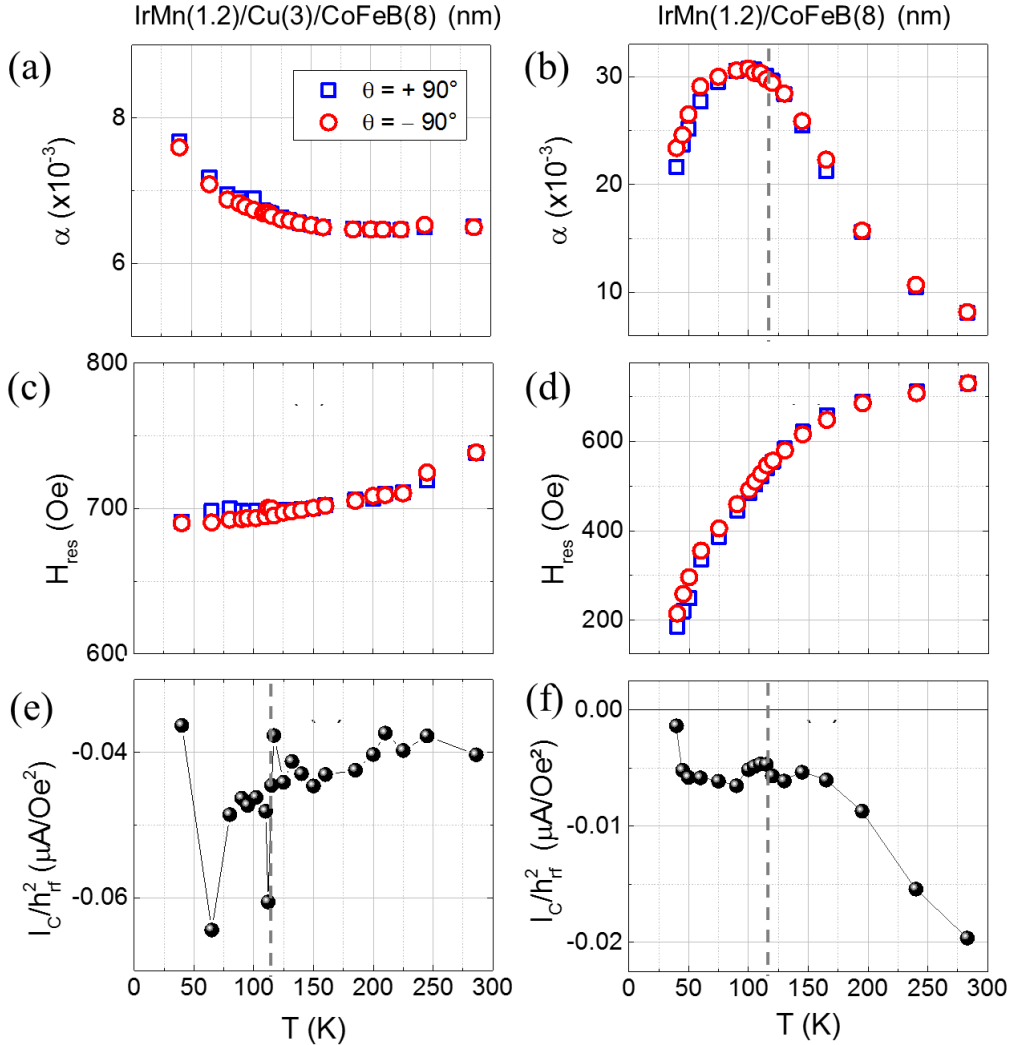 IrMn(1.2)/Cu(3)/CoFeB(8) (nm)
IrMn(1.2)/CoFeB(8) (nm)
(a)
α (x10⁻³)
8
6
θ = + 90°
θ = – 90°
(b)
α (x10⁻³)
30
20
10
(c)
H_res (Oe)
800
700
600
(d)
H_res (Oe)
600
400
200
(e)
I_C/h²_rf (μA/Oe²)
-0.04
-0.06
0 50 100 150 200 250 300
T (K)
(f)
I_C/h²_rf (μA/Oe²)
0.00
-0.01
-0.02
0 50 100 150 200 250 300
T (K)